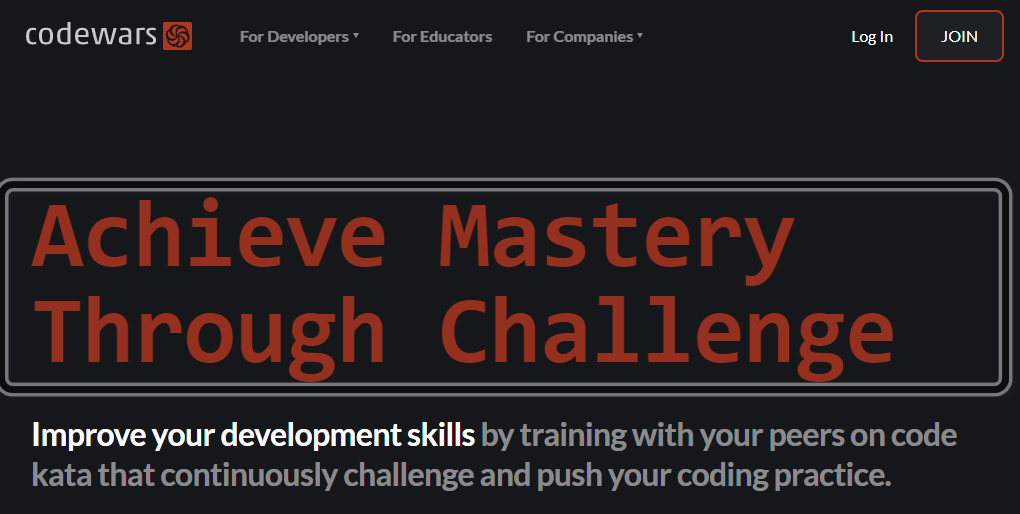 codewars For Developers For Educators For Companies Log In JOIN
Achieve Mastery
Through Challenge
Improve your development skills by training with your peers on code
kata that continuously challenge and push your coding practice.